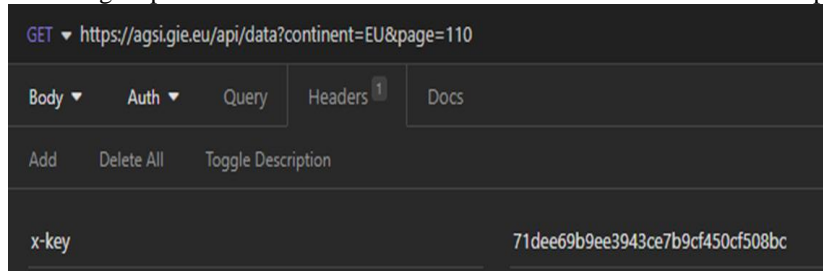 GET https://agsi.gie.eu/api/data?continent=EU&page=110
Body Auth Query Headers 1 Docs
Add Delete All Toggle Description
x-key 71dee69b9ee3943ce7b9cf450cf508bc